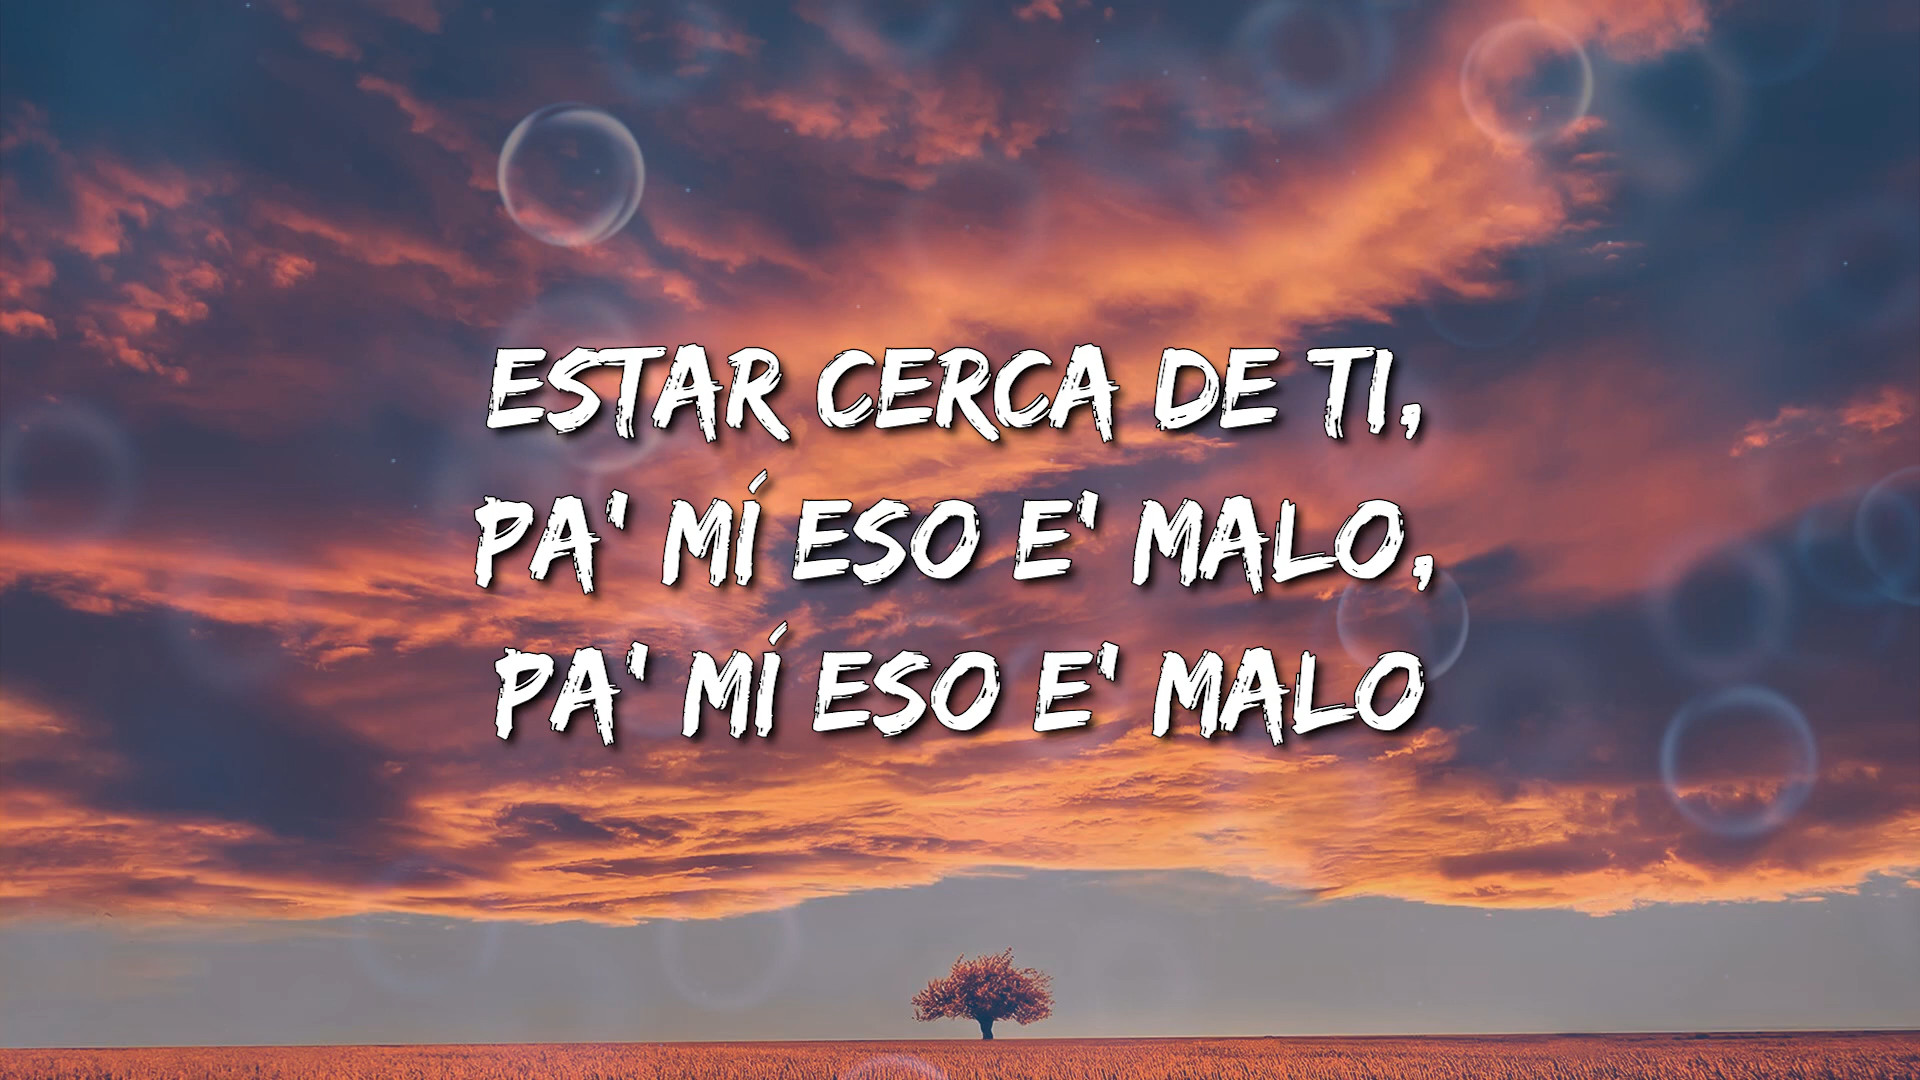 ESTAR CERCA DE TI,
PA' MÍ ESO E' MALO,
PA' MÍ ESO E' MALO